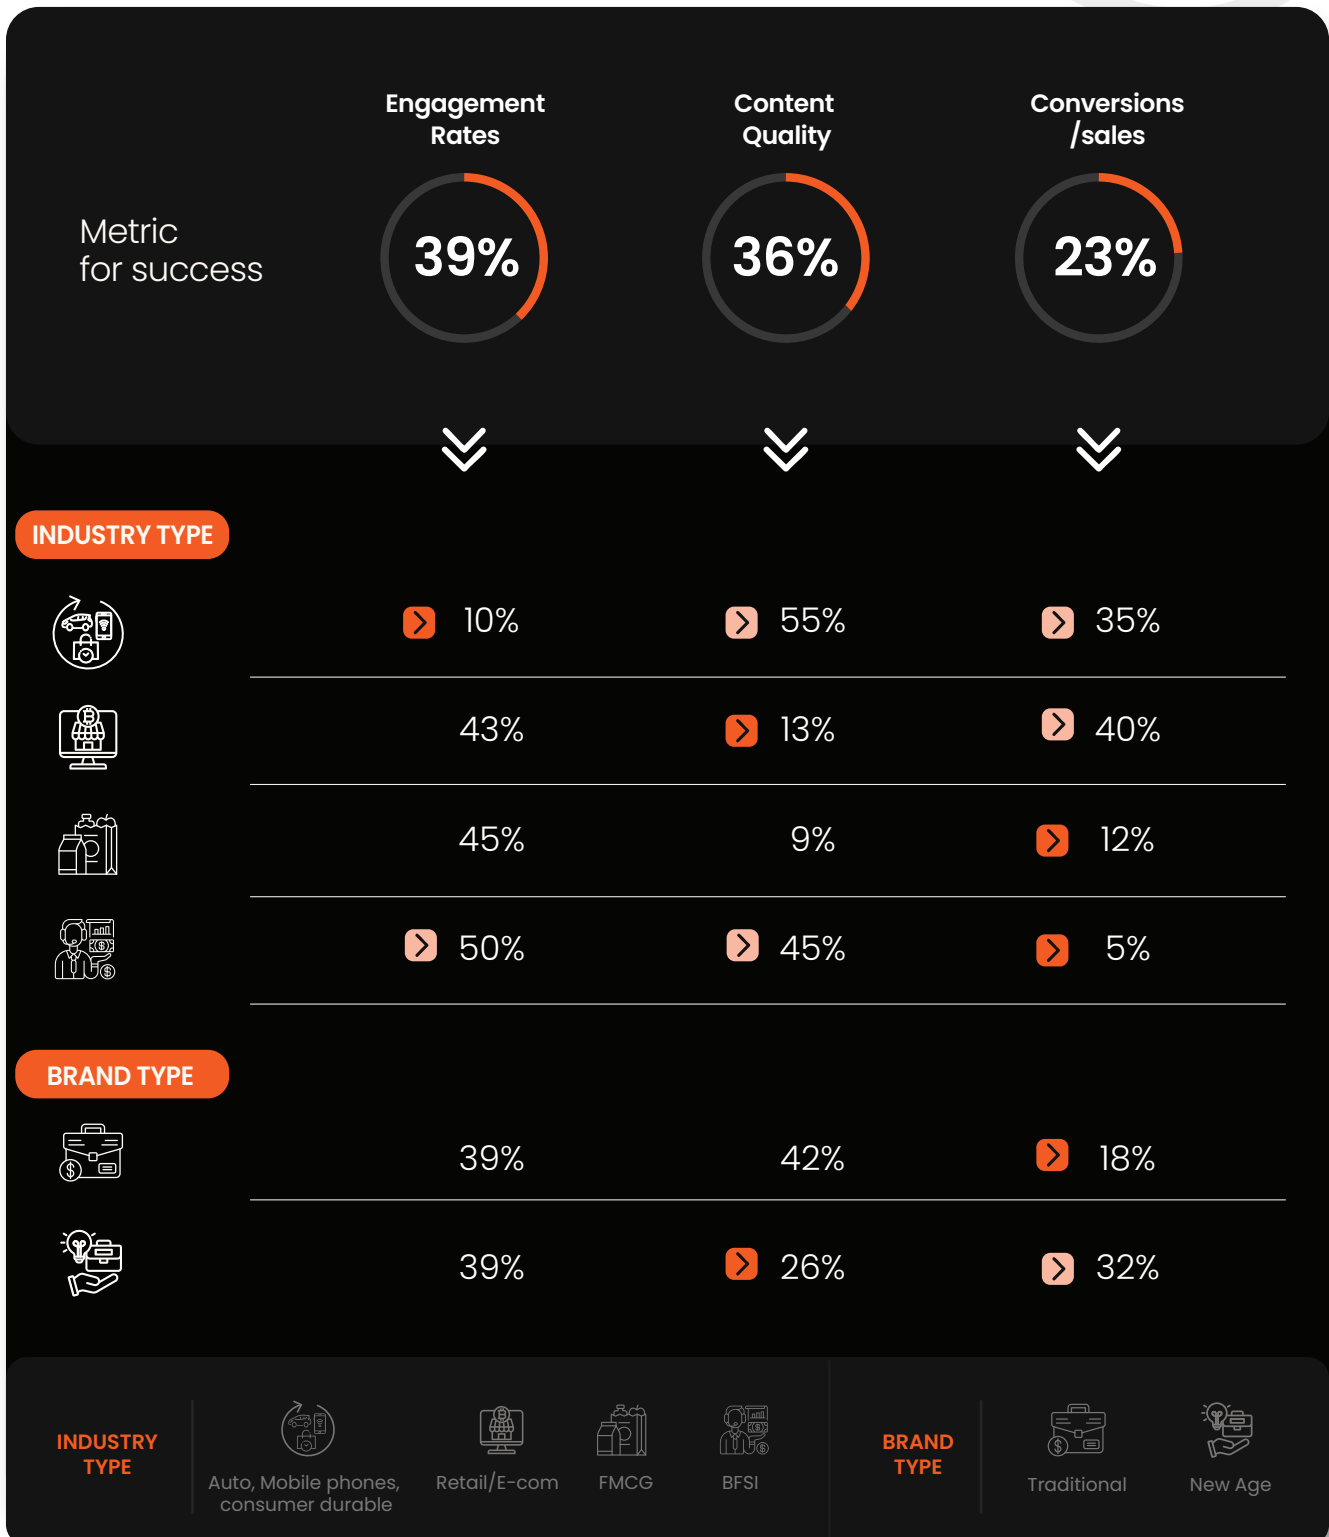 Engagement
Rates
Content
Quality
Conversions
/sales
Metric
for success
39%
36%
23%
INDUSTRY TYPE
10%
55%
35%
43%
13%
40%
45%
9%
12%
50%
45%
5%
BRAND TYPE
39%
42%
18%
39%
26%
32%
INDUSTRY
TYPE
Auto, Mobile phones,
consumer durable
Retail/E-com
FMCG
BFSI
BRAND
TYPE
Traditional
New Age